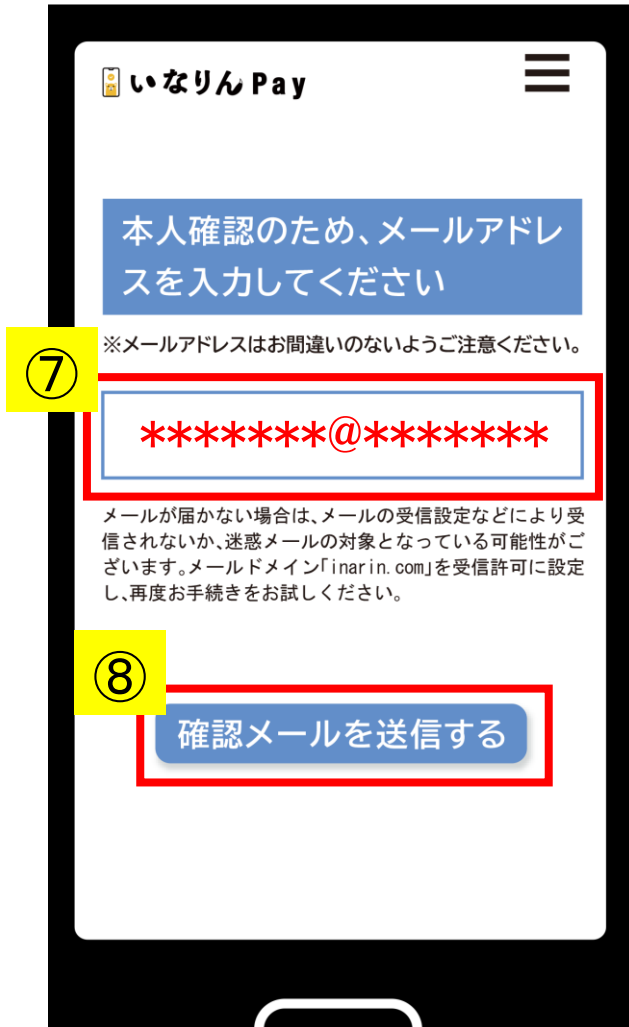 いなりんPay
本人確認のため、メールアドレ
スを入力してください
※メールアドレスはお間違いのないようご注意ください。
⑦
*******@*******
メールが届かない場合は、メールの受信設定などにより受
信されないか、迷惑メールの対象となっている可能性がご
ざいます。メールドメイン「inarin.com」を受信許可に設定
し、再度お手続きをお試しください。
⑧
確認メールを送信する